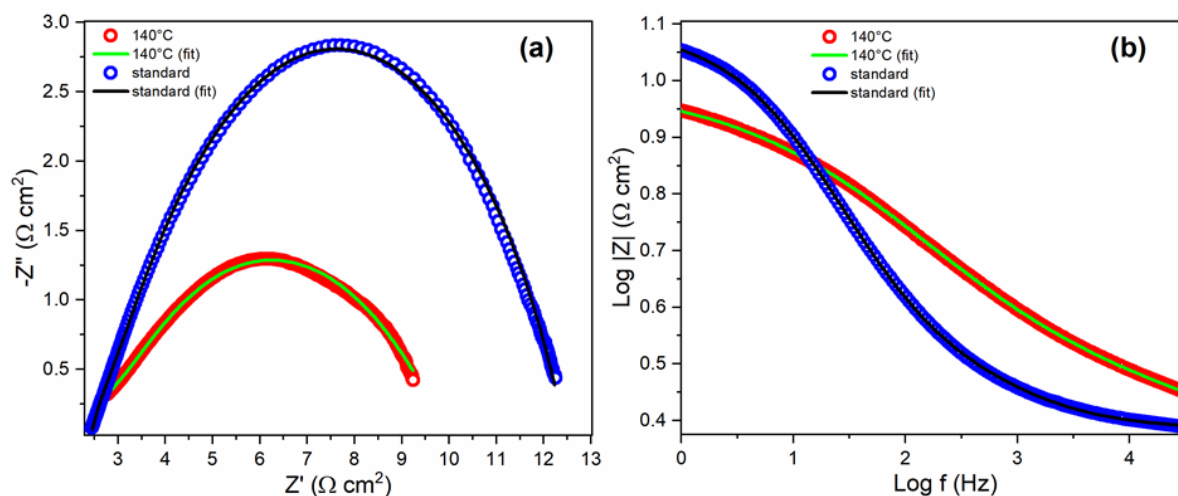 (a)
140°C
140°C (fit)
standard
standard (fit)
3.0
2.5
2.0
1.5
1.0
0.5
-Z" (Ω cm²)
3 4 5 6 7 8 9 10 11 12 13
Z' (Ω cm²)
(b)
140°C
140°C (fit)
standard
standard (fit)
1.1
1.0
0.9
0.8
0.7
0.6
0.5
0.4
Log |Z| (Ω cm²)
0 1 2 3 4
Log f (Hz)